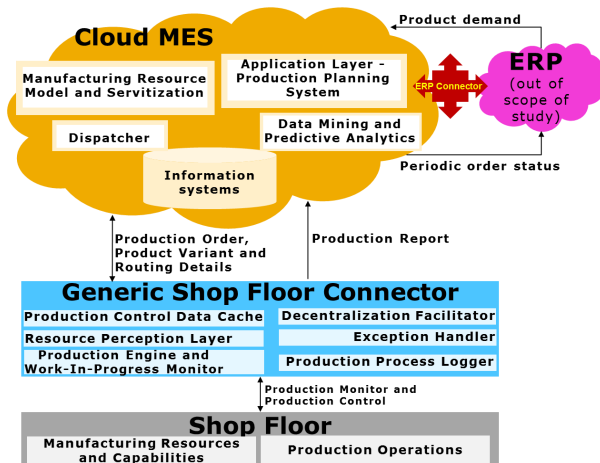 Product demand
Cloud MES
ERP
(out of
scope of
study)
Manufacturing Resource
Model and Servitization
Application Layer -
Production Planning
System
ERP Connector
Dispatcher
Data Mining and
Predictive Analytics
Periodic order status
Information
systems
Production Order,
Product Variant and
Routing Details
Production Report
Generic Shop Floor Connector
Production Control Data Cache
Decentralization Facilitator
Resource Perception Layer
Exception Handler
Production Engine and
Work-In-Progress Monitor
Production Process Logger
Production Monitor and
Production Control
Shop Floor
Manufacturing Resources
and Capabilities
Production Operations